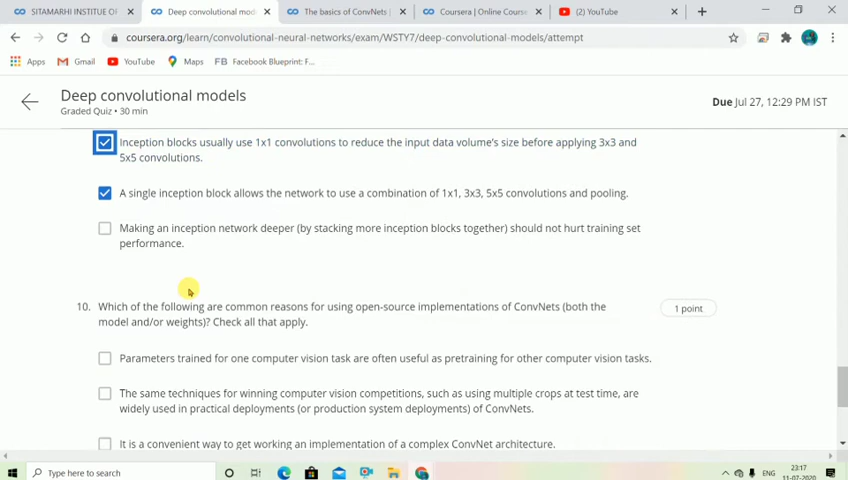 SITAMARHI INSTITUE OF
Deep convolutional mod
The basics of ConvNets |
Coursera | Online Course
(2) YouTube
coursera.org/learn/convolutional-neural-networks/exam/WSTY7/deep-convolutional-models/attempt
Apps Gmail YouTube Maps FB Facebook Blueprint: F...
Deep convolutional models
Graded Quiz • 30 min
Due Jul 27, 12:29 PM IST
Inception blocks usually use 1x1 convolutions to reduce the input data volume's size before applying 3x3 and
5x5 convolutions.
A single inception block allows the network to use a combination of 1x1, 3x3, 5x5 convolutions and pooling.
Making an inception network deeper (by stacking more inception blocks together) should not hurt training set
performance.
10. Which of the following are common reasons for using open-source implementations of ConvNets (both the
model and/or weights)? Check all that apply.
1 point
Parameters trained for one computer vision task are often useful as pretraining for other computer vision tasks.
The same techniques for winning computer vision competitions, such as using multiple crops at test time, are
widely used in practical deployments (or production system deployments) of ConvNets.
It is a convenient way to get working an implementation of a complex ConvNet architecture.
Type here to search
ENG
23:17
11-07-2020